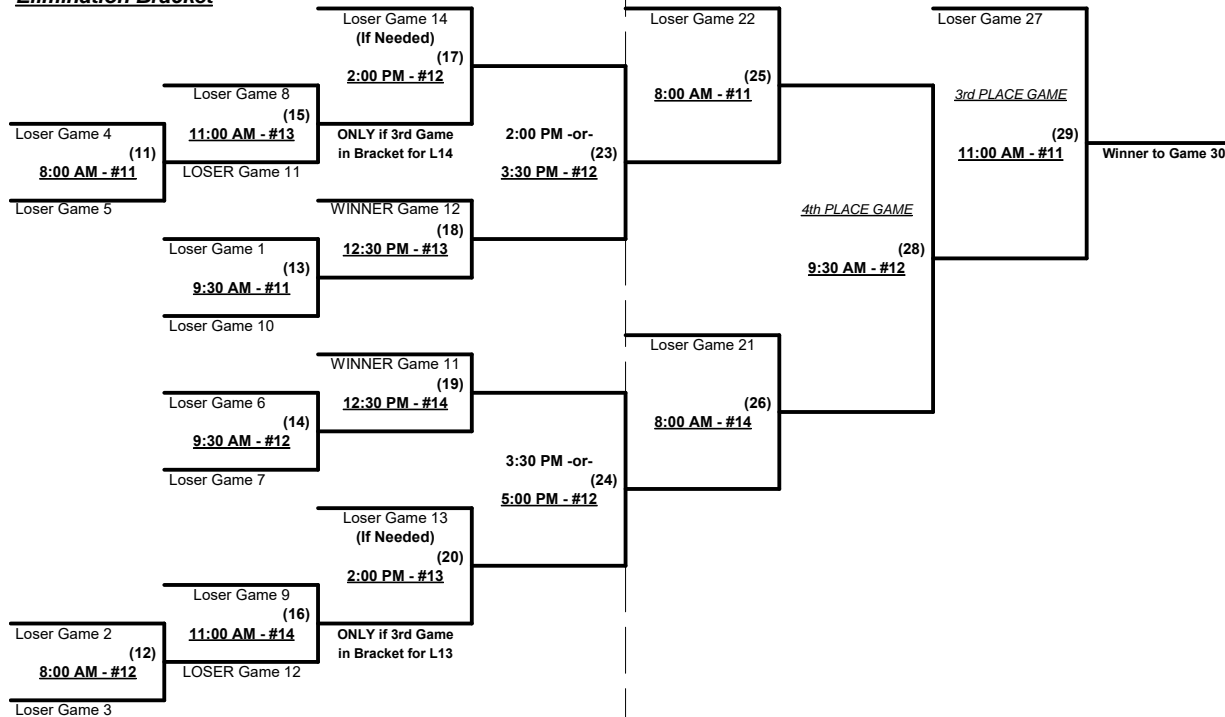 Elimination Bracket
Loser Game 14
(If Needed)
(17)
2:00 PM - #12
Loser Game 8
(15)
11:00 AM - #13
Loser Game 4
(11)
8:00 AM - #11
Loser Game 5
LOSER Game 11
ONLY if 3rd Game
in Bracket for L14
2:00 PM -or-
(23)
3:30 PM - #12
WINNER Game 12
(18)
12:30 PM - #13
Loser Game 1
(13)
9:30 AM - #11
Loser Game 10
WINNER Game 11
(19)
12:30 PM - #14
Loser Game 6
(14)
9:30 AM - #12
Loser Game 7
3:30 PM -or-
(24)
5:00 PM - #12
Loser Game 13
(If Needed)
(20)
2:00 PM - #13
Loser Game 9
(16)
11:00 AM - #14
ONLY if 3rd Game
in Bracket for L13
Loser Game 2
(12)
8:00 AM - #12
LOSER Game 12
Loser Game 3
Loser Game 22
(25)
8:00 AM - #11
Loser Game 21
(26)
8:00 AM - #14
4th PLACE GAME
(28)
9:30 AM - #12
Loser Game 27
3rd PLACE GAME
(29)
11:00 AM - #11
Winner to Game 30